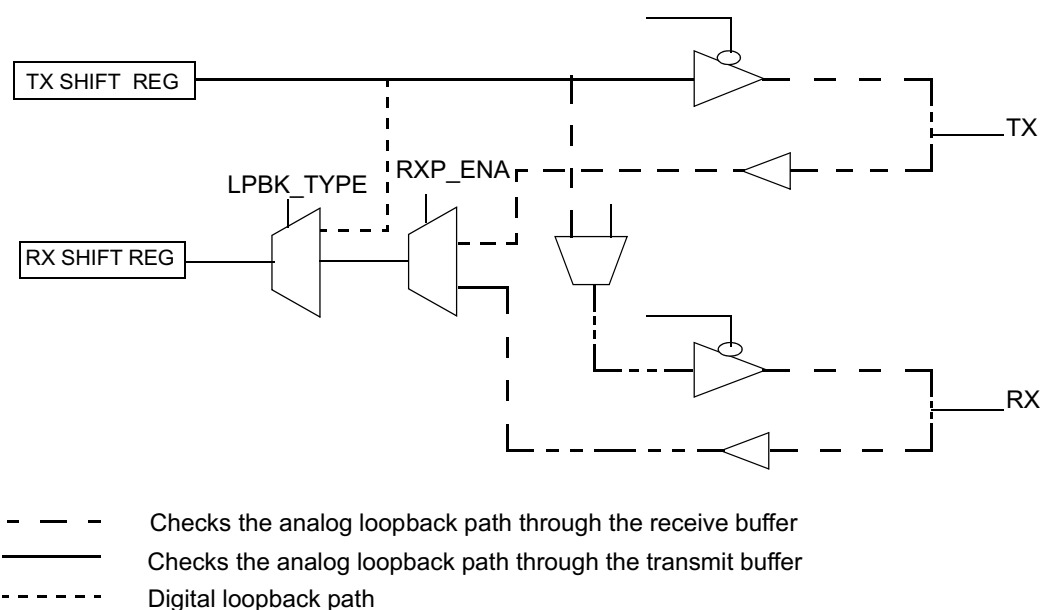 TX SHIFT REG
TX
LPBK_TYPE
RXP_ENA
RX SHIFT REG
RX
Checks the analog loopback path through the receive buffer
Checks the analog loopback path through the transmit buffer
Digital loopback path